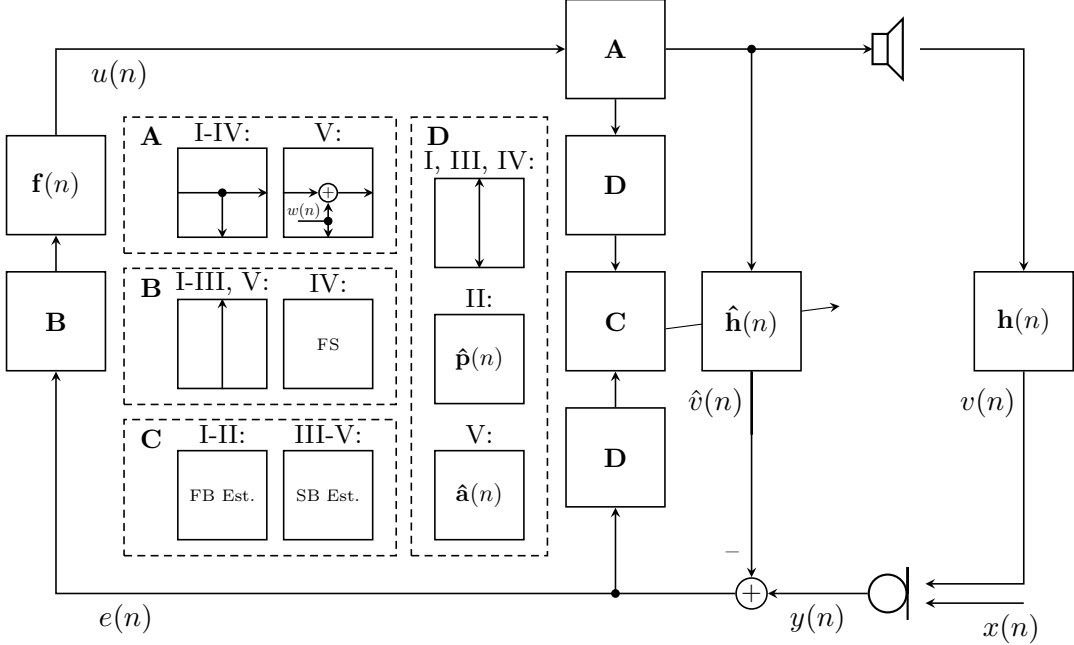 A
u(n)
A
I-IV:
V:
w(n)
+
D
I, III, IV:
D
f(n)
B
B
I-III, V:
IV:
FS
II:
p̂(n)
C
ĥ(n)
h(n)
v̂(n)
v(n)
C
I-II:
III-V:
FB Est.
SB Est.
V:
â(n)
D
−
+
e(n)
y(n)
x(n)